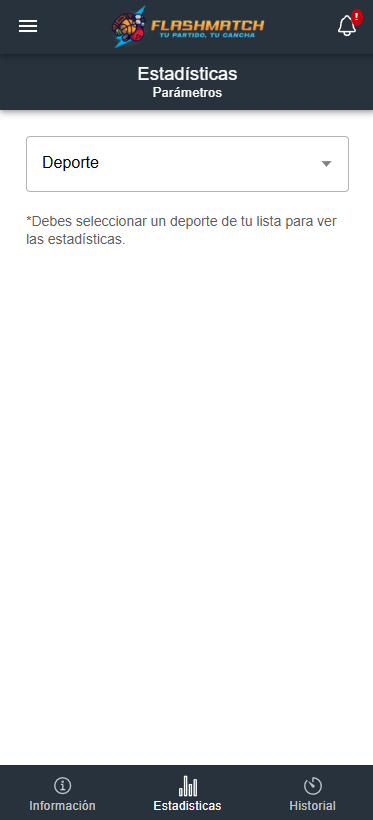 FLASHMATCH
TU PARTIDO, TU CANCHA
!
Estadísticas
Parámetros
Deporte
*Debes seleccionar un deporte de tu lista para ver
las estadísticas.
Información
Estadísticas
Historial